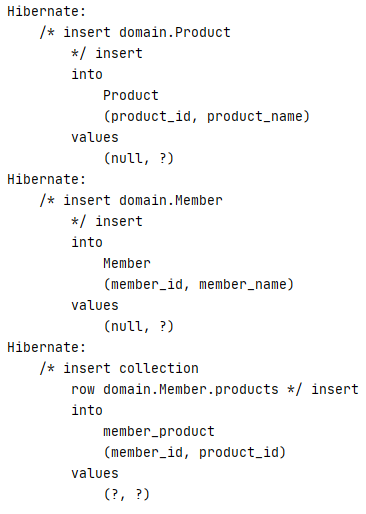 Hibernate:
    /* insert domain.Product
        */ insert
        into
            Product
            (product_id, product_name)
        values
            (null, ?)
Hibernate:
    /* insert domain.Member
        */ insert
        into
            Member
            (member_id, member_name)
        values
            (null, ?)
Hibernate:
    /* insert collection
        row domain.Member.products */ insert
        into
            member_product
            (member_id, product_id)
        values
            (?, ?)